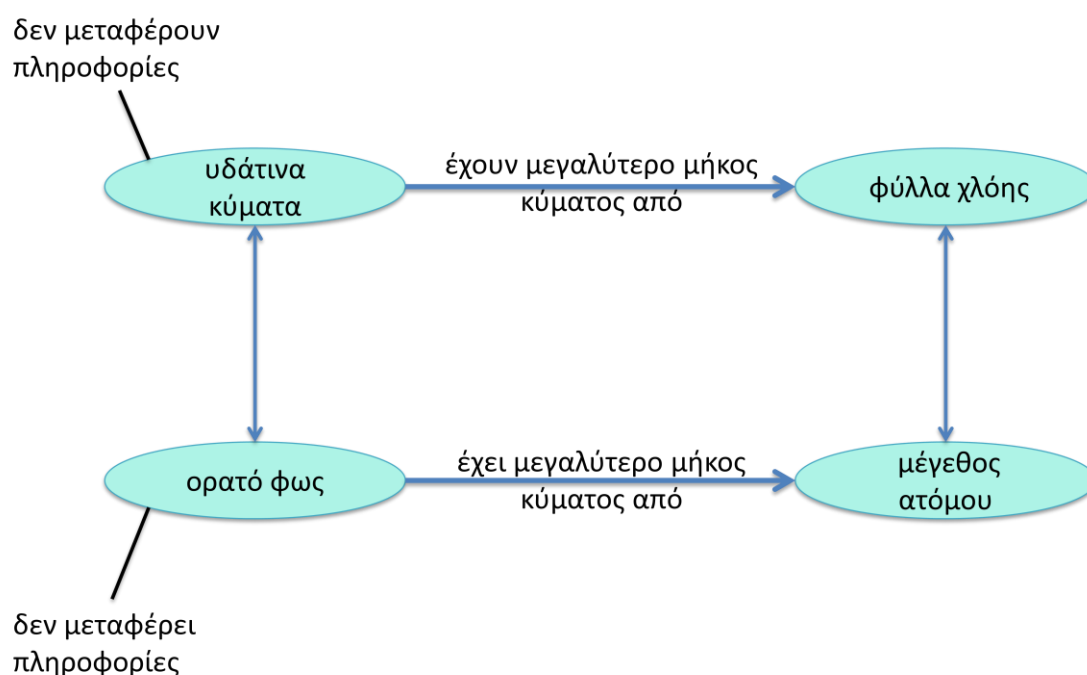 δεν μεταφέρουν
πληροφορίες
υδάτινα
κύματα
έχουν μεγαλύτερο μήκος
κύματος από
φύλλα χλόης
ορατό φως
έχει μεγαλύτερο μήκος
κύματος από
μέγεθος
ατόμου
δεν μεταφέρει
πληροφορίες